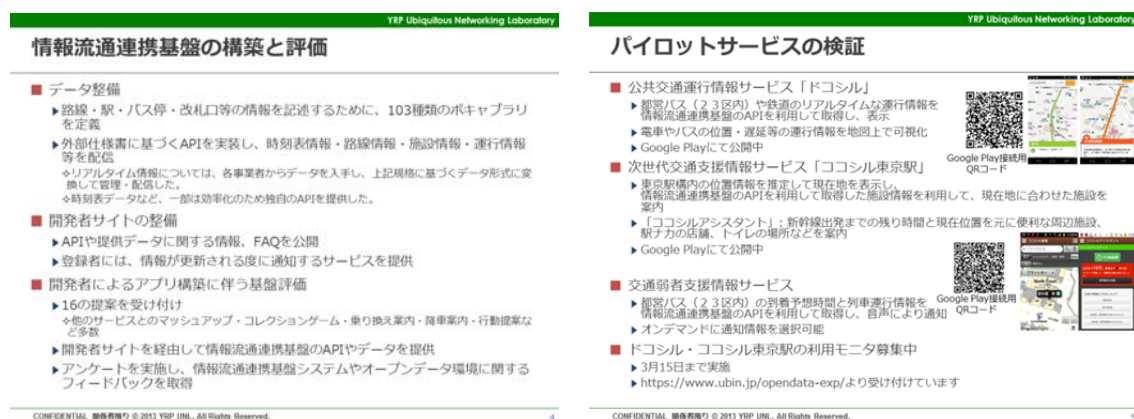 YRP Ubiquitous Networking Laboratory
情報流通連携基盤の構築と評価
データ整備
路線・駅・バス停・改札口等の情報を記述するために、103種類のボキャブラリ
を定義
外部仕様書に基づくAPIを実装し、時刻表情報・路線情報・施設情報・運行情報
等を配信
リアルタイム情報については、各事業者からデータを入手し、上記規格に基づくデータ形式に変
換して管理・配信した。
時刻表データなど、一部は効率化のため独自のAPIを提供した。
開発者サイトの整備
APIや提供データに関する情報、FAQを公開
登録者には、情報が更新される度に通知するサービスを提供
開発者によるアプリ構築に伴う基盤評価
16の提案を受け付け
他のサービスとのマッシュアップ・コレクションゲーム・乗り換え案内・降車案内・行動提案な
ど多数
開発者サイトを経由して情報流通連携基盤のAPIやデータを提供
アンケートを実施し、情報流通連携基盤システムやオープンデータ環境に関する
フィードバックを取得
CONFIDENTIAL 関係者限り © 2013 YRP UNL. All Rights Reserved.
4
YRP Ubiquitous Networking Laboratory
パイロットサービスの検証
公共交通運行情報サービス「ドコシル」
都営バス（２３区内）や鉄道のリアルタイムな運行情報を
情報流通連携基盤のAPIを利用して取得し、表示
電車やバスの位置・遅延等の運行情報を地図上で可視化
Google Playにて公開中
Google Play接続用
QRコード
次世代交通支援情報サービス「ココシル東京駅」
東京駅構内の位置情報を推定して現在地を表示し、
情報流通連携基盤のAPIを利用して取得した施設情報を利用して、現在地に合わせた施設を
案内
「ココシルアシスタント」：新幹線出発までの残り時間と現在位置を元に便利な周辺施設、
駅ナカの店舗、トイレの場所などを案内
Google Playにて公開中
交通弱者支援情報サービス
都営バス（２３区内）の到着予想時間と列車運行情報を
情報流通連携基盤のAPIを利用して取得し、音声により通知
オンデマンドに通知情報を選択可能
Google Play接続用
QRコード
ドコシル・ココシル東京駅の利用モニタ募集中
3月15日まで実施
https://www.ubin.jp/opendata-exp/より受け付けています
CONFIDENTIAL 関係者限り © 2013 YRP UNL. All Rights Reserved.